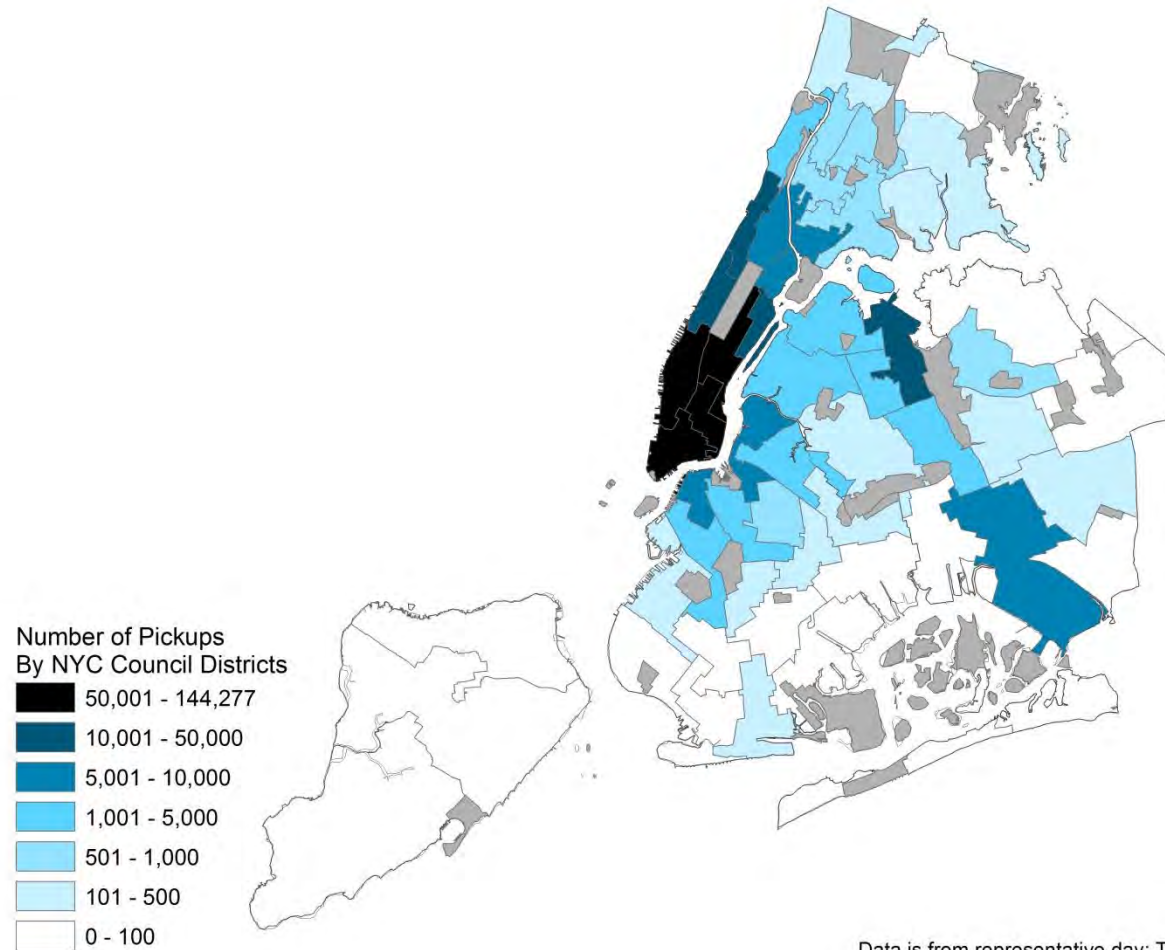 Number of Pickups
By NYC Council Districts
50,001 - 144,277
10,001 - 50,000
5,001 - 10,000
1,001 - 5,000
501 - 1,000
101 - 500
0 - 100
Data is from representative day: T